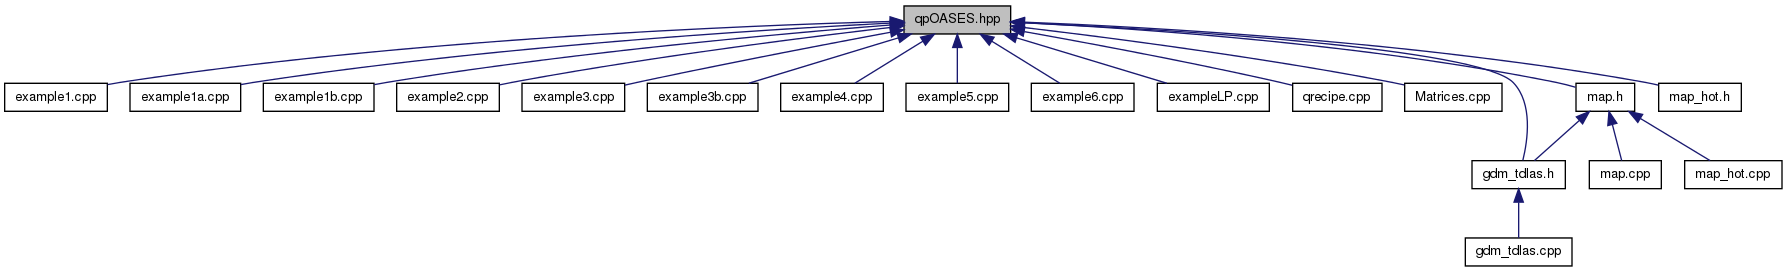 qpOASES.hpp
example1.cpp
example1a.cpp
example1b.cpp
example2.cpp
example3.cpp
example3b.cpp
example4.cpp
example5.cpp
example6.cpp
exampleLP.cpp
qrecipe.cpp
Matrices.cpp
map.h
map_hot.h
gdm_tdlas.h
map.cpp
map_hot.cpp
gdm_tdlas.cpp